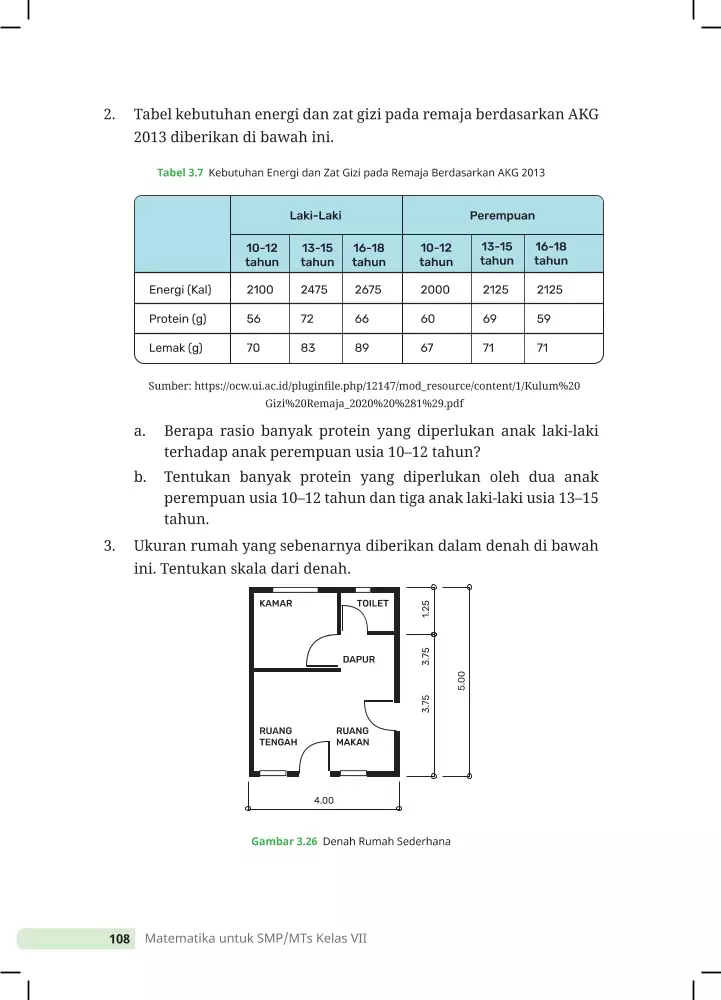 2. Tabel kebutuhan energi dan zat gizi pada remaja berdasarkan AKG
2013 diberikan di bawah ini.
Tabel 3.7 Kebutuhan Energi dan Zat Gizi pada Remaja Berdasarkan AKG 2013
Laki-Laki Perempuan
10-12 tahun 13-15 tahun 16-18 tahun 10-12 tahun 13-15 tahun 16-18 tahun
Energi (Kal) 2100 2475 2675 2000 2125 2125
Protein (g) 56 72 66 60 69 59
Lemak (g) 70 83 89 67 71 71
Sumber: https://ocw.ui.ac.id/pluginfile.php/12147/mod_resource/content/1/Kulum%20
Gizi%20Remaja_2020%20%281%29.pdf
a. Berapa rasio banyak protein yang diperlukan anak laki-laki
terhadap anak perempuan usia 10–12 tahun?
b. Tentukan banyak protein yang diperlukan oleh dua anak
perempuan usia 10–12 tahun dan tiga anak laki-laki usia 13–15
tahun.
3. Ukuran rumah yang sebenarnya diberikan dalam denah di bawah
ini. Tentukan skala dari denah.
KAMAR TOILET
1.25
DAPUR
3.75
5.00
3.75
RUANG
TENGAH
RUANG
MAKAN
4.00
Gambar 3.26 Denah Rumah Sederhana
108 Matematika untuk SMP/MTs Kelas VII